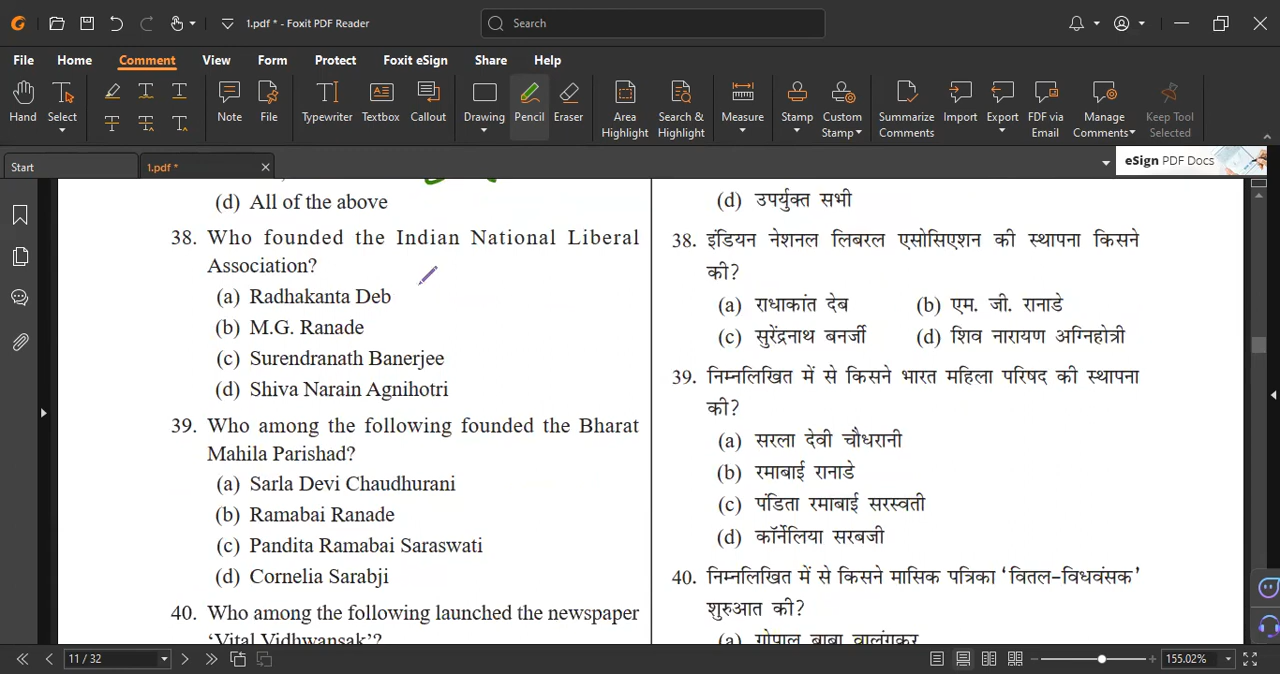 1.pdf * - Foxit PDF Reader
Search
File Home Comment View Form Protect Foxit eSign Share Help
Hand Select Note File Typewriter Textbox Callout Drawing Pencil Eraser Area Highlight Search & Highlight Measure Stamp Custom Stamp Summarize Comments Import Export FDF via Email Manage Comments Keep Tool Selected
Start 1.pdf * eSign PDF Docs
(d) All of the above
38. Who founded the Indian National Liberal
Association?
(a) Radhakanta Deb
(b) M.G. Ranade
(c) Surendranath Banerjee
(d) Shiva Narain Agnihotri
39. Who among the following founded the Bharat
Mahila Parishad?
(a) Sarla Devi Chaudhurani
(b) Ramabai Ranade
(c) Pandita Ramabai Saraswati
(d) Cornelia Sarabji
40. Who among the following launched the newspaper
'Vital Vidhwansak'?
(d) उपर्युक्त सभी
38. इंडियन नेशनल लिबरल एसोसिएशन की स्थापना किसने
की?
(a) राधाकांत देब (b) एम. जी. रानाडे
(c) सुरेंद्रनाथ बनर्जी (d) शिव नारायण अग्निहोत्री
39. निम्नलिखित में से किसने भारत महिला परिषद की स्थापना
की?
(a) सरला देवी चौधरानी
(b) रमाबाई रानाडे
(c) पंडिता रमाबाई सरस्वती
(d) कॉर्नेलिया सरबजी
40. निम्नलिखित में से किसने मासिक पत्रिका 'वितल-विधवंसक'
शुरुआत की?
(a) गोपाल बाबा वालंगकर
11 / 32 155.02%